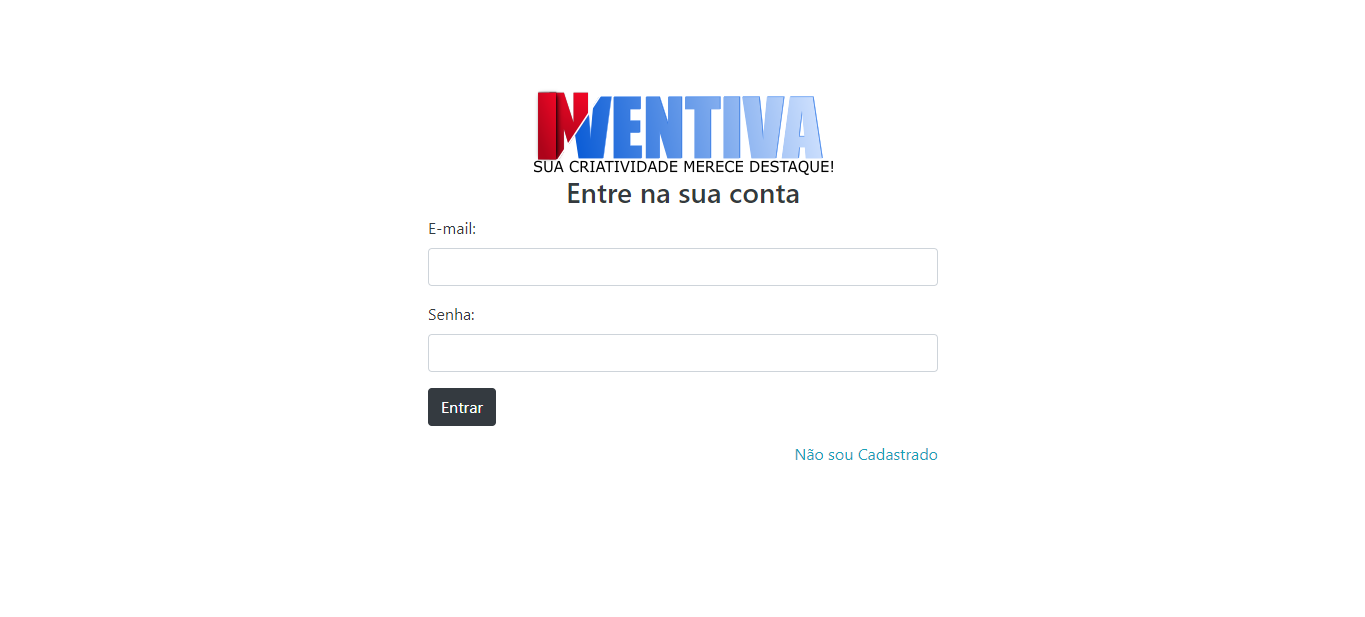 INVENTIVA
SUA CRIATIVIDADE MERECE DESTAQUE!
Entre na sua conta
E-mail:
Senha:
Entrar
Não sou Cadastrado